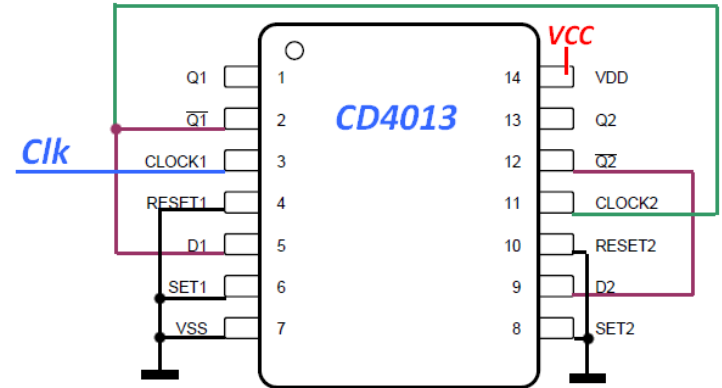 VCC
Q1 1 14 VDD
Q1 2 CD4013 13 Q2
Clk CLOCK1 3 12 Q2
RESET1 4 11 CLOCK2
D1 5 10 RESET2
SET1 6 9 D2
VSS 7 8 SET2